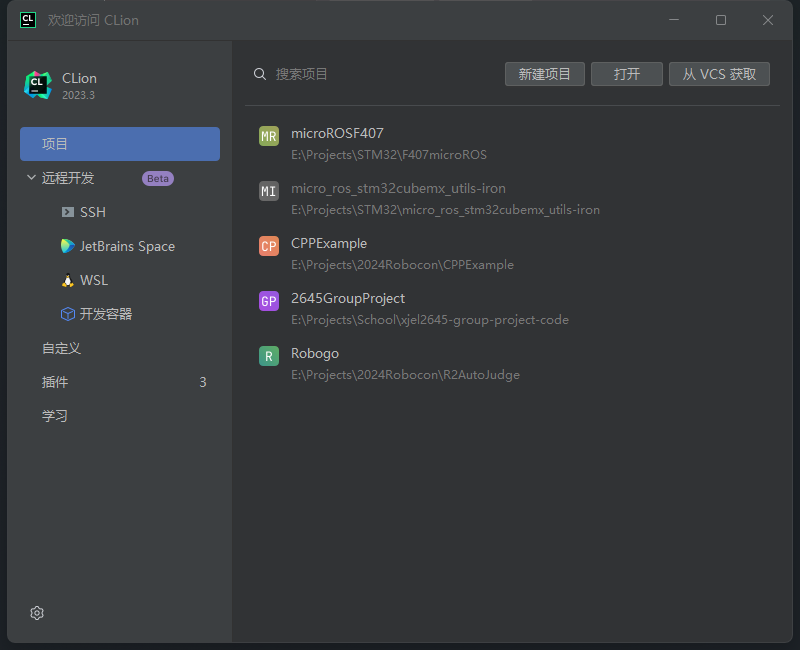 CL 欢迎访问 CLion
CL CLion
2023.3
项目
远程开发 Beta
SSH
JetBrains Space
WSL
开发容器
自定义
插件 3
学习
搜索项目 新建项目 打开 从 VCS 获取
MR microROSF407
E:\Projects\STM32\F407microROS
MI micro_ros_stm32cubemx_utils-iron
E:\Projects\STM32\micro_ros_stm32cubemx_utils-iron
CP CPPExample
E:\Projects\2024Robocon\CPPExample
GP 2645GroupProject
E:\Projects\School\xjel2645-group-project-code
R Robogo
E:\Projects\2024Robocon\R2AutoJudge